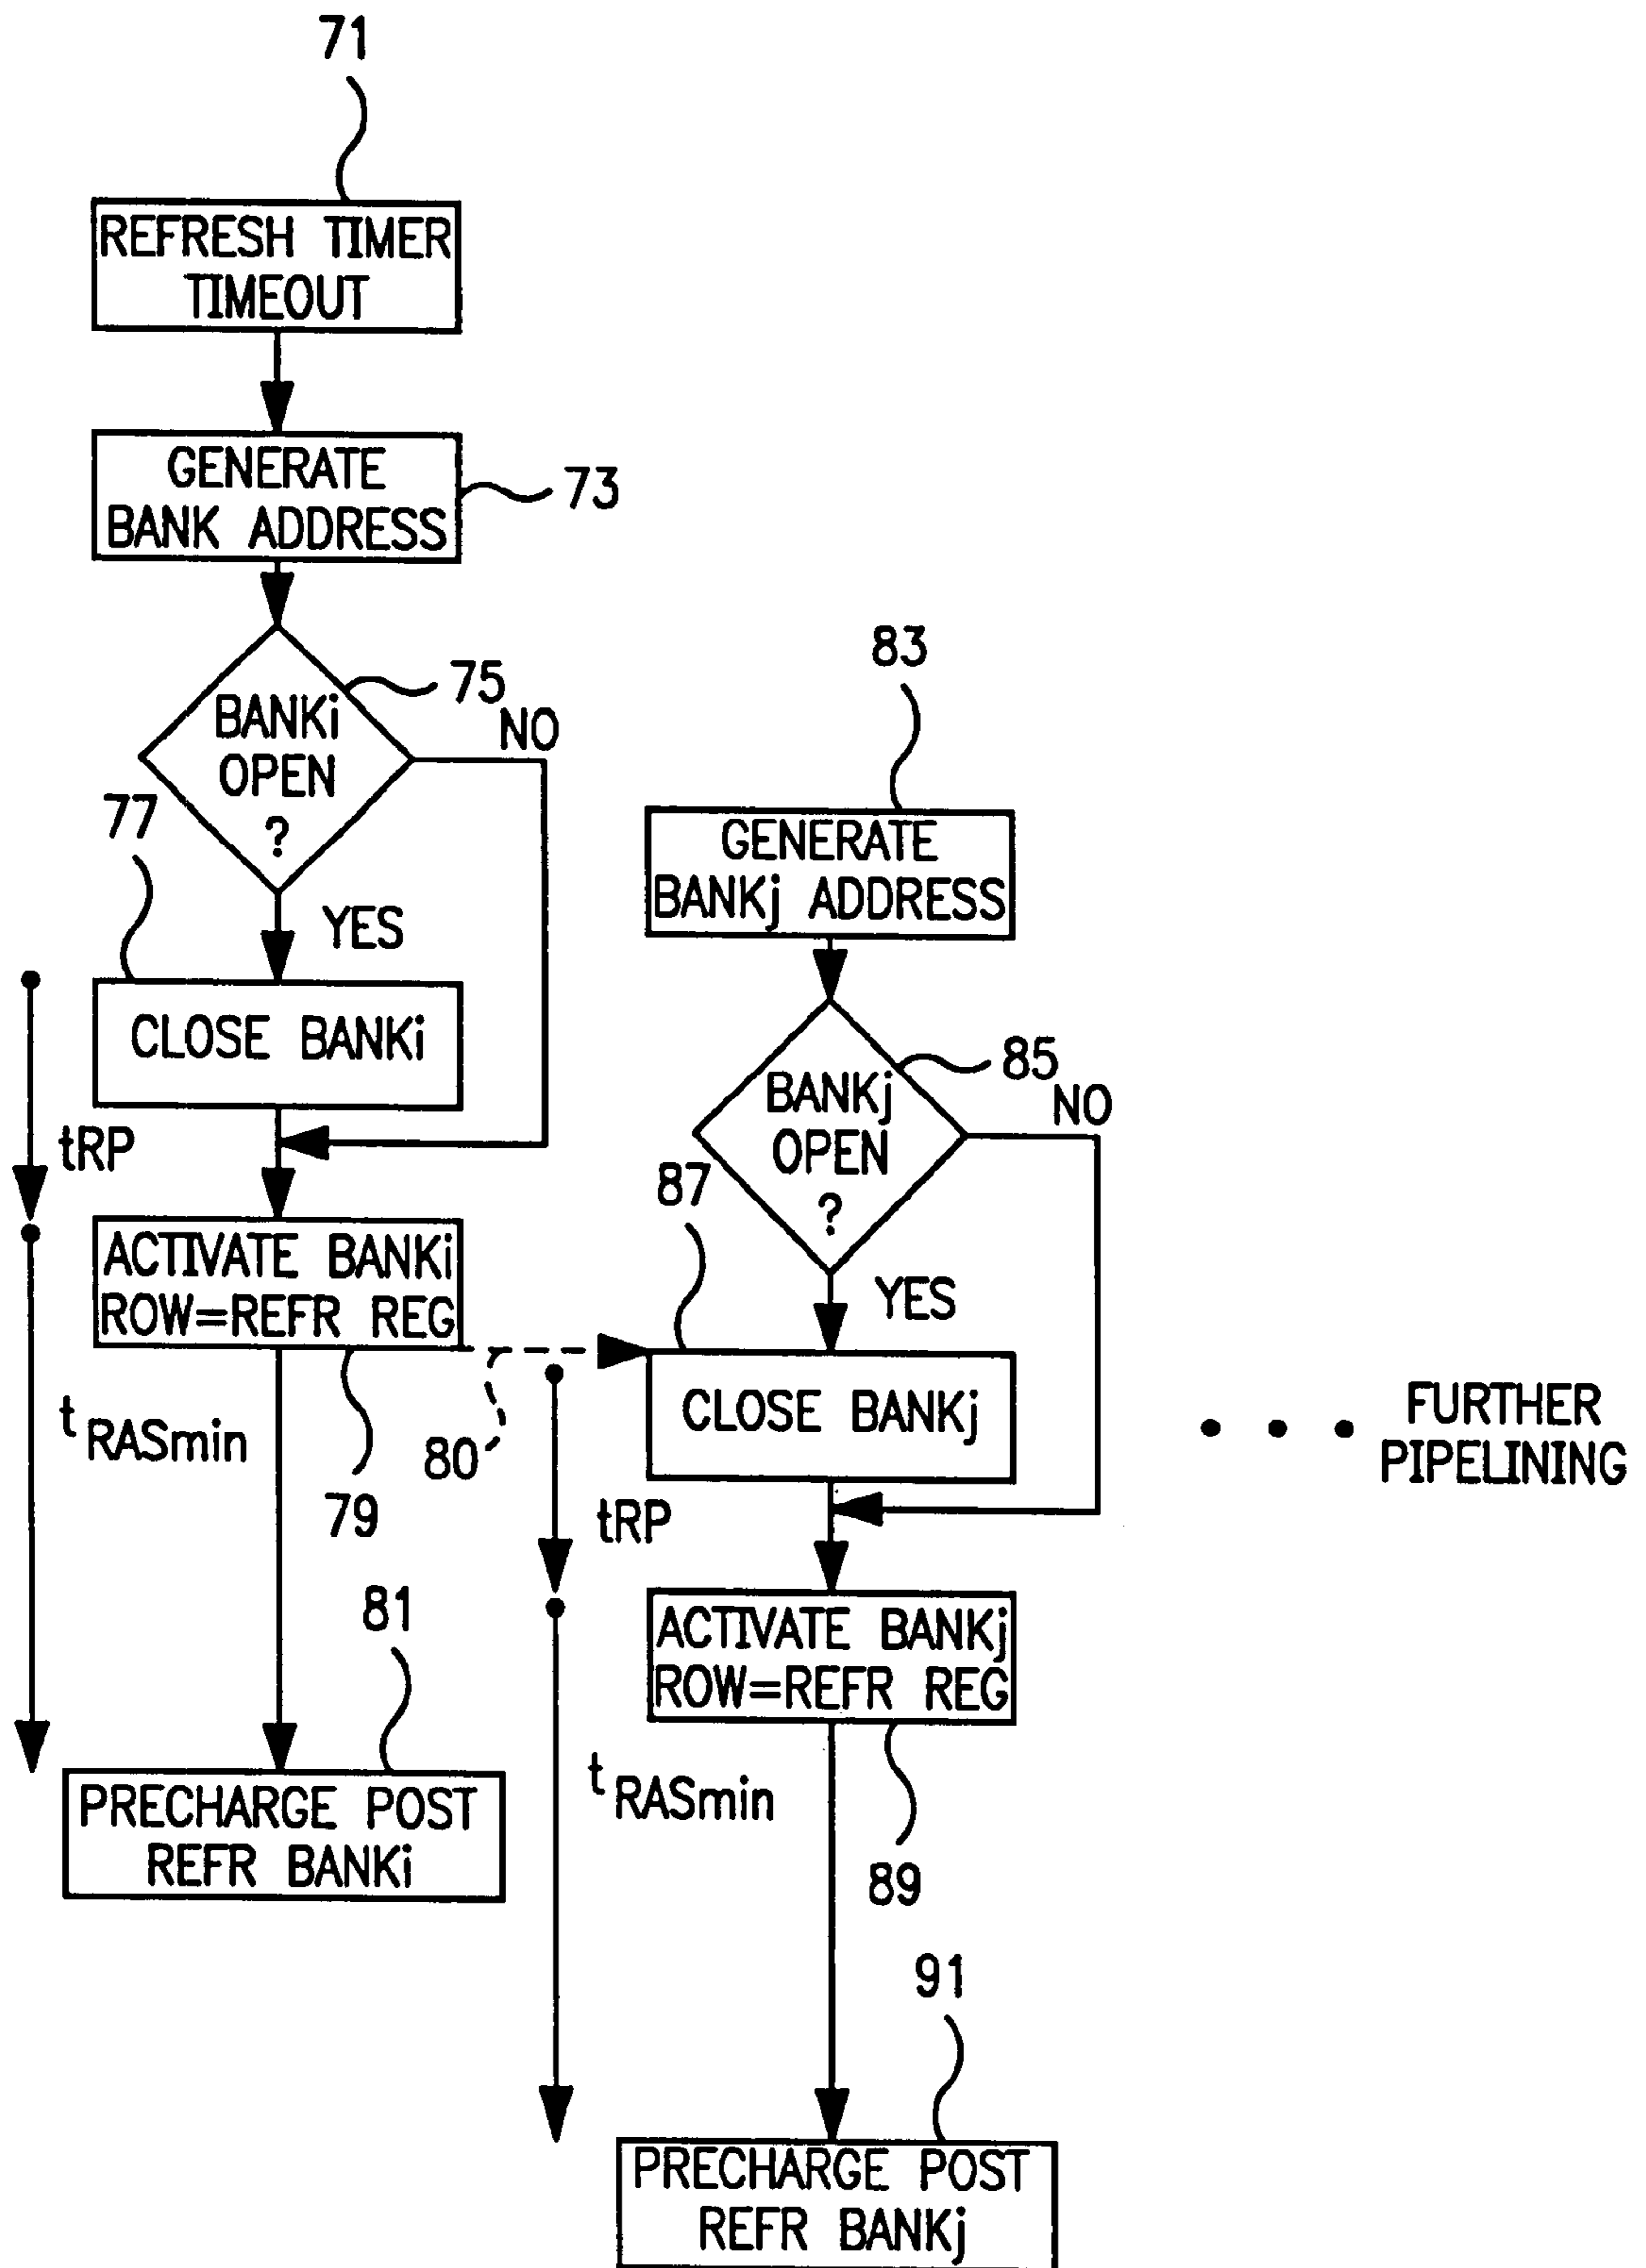 71
REFRESH TIMER
TIMEOUT
GENERATE
BANK ADDRESS
73
BANKi
OPEN
?
75
NO
77
YES
CLOSE BANKi
tRP
ACTIVATE BANKi
ROW=REFR REG
tRASmin
79
80
81
PRECHARGE POST
REFR BANKi
83
GENERATE
BANKj ADDRESS
BANKj
OPEN
?
85
NO
87
YES
CLOSE BANKj
tRP
ACTIVATE BANKj
ROW=REFR REG
tRASmin
89
91
PRECHARGE POST
REFR BANKj
FURTHER
PIPELINING